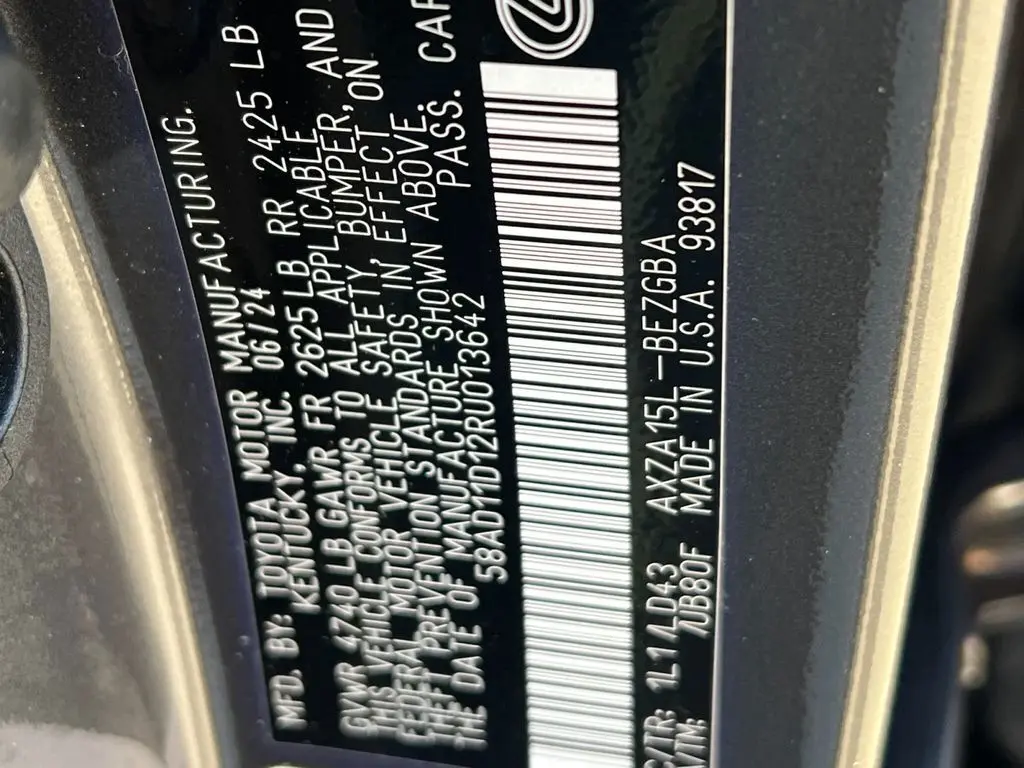 MFD. BY: TOYOTA MOTOR MANUFACTURING.
KENTUCKY, INC. 06/24
GVWR 4740 LB GAWR FR 2625 LB RR 2425 LB
THIS VEHICLE CONFORMS TO ALL APPLICABLE
FEDERAL MOTOR VEHICLE SAFETY, BUMPER, AND
THEFT PREVENTION STANDARDS IN EFFECT ON
THE DATE OF MANUFACTURE SHOWN ABOVE.
58AD11D12RU013642 PASS. CAR
C/TR: 1L1/LD43 AXZA15L-BEZGBA
A/TM: /UB80F MADE IN U.S.A. 93817